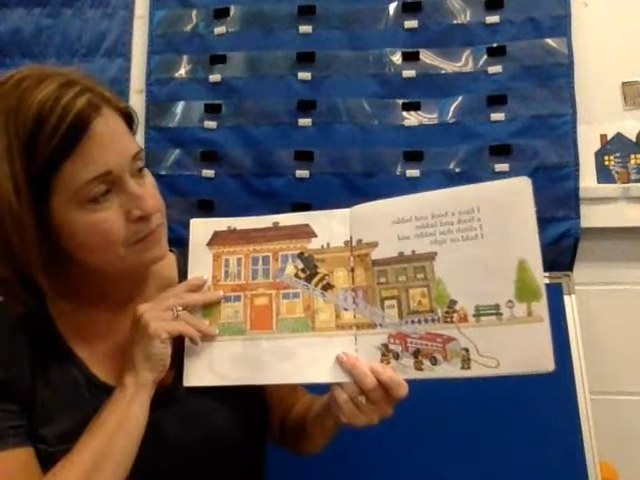 I have a hook and ladder,
a hook and ladder.
I climb that ladder and
I hold on tight.